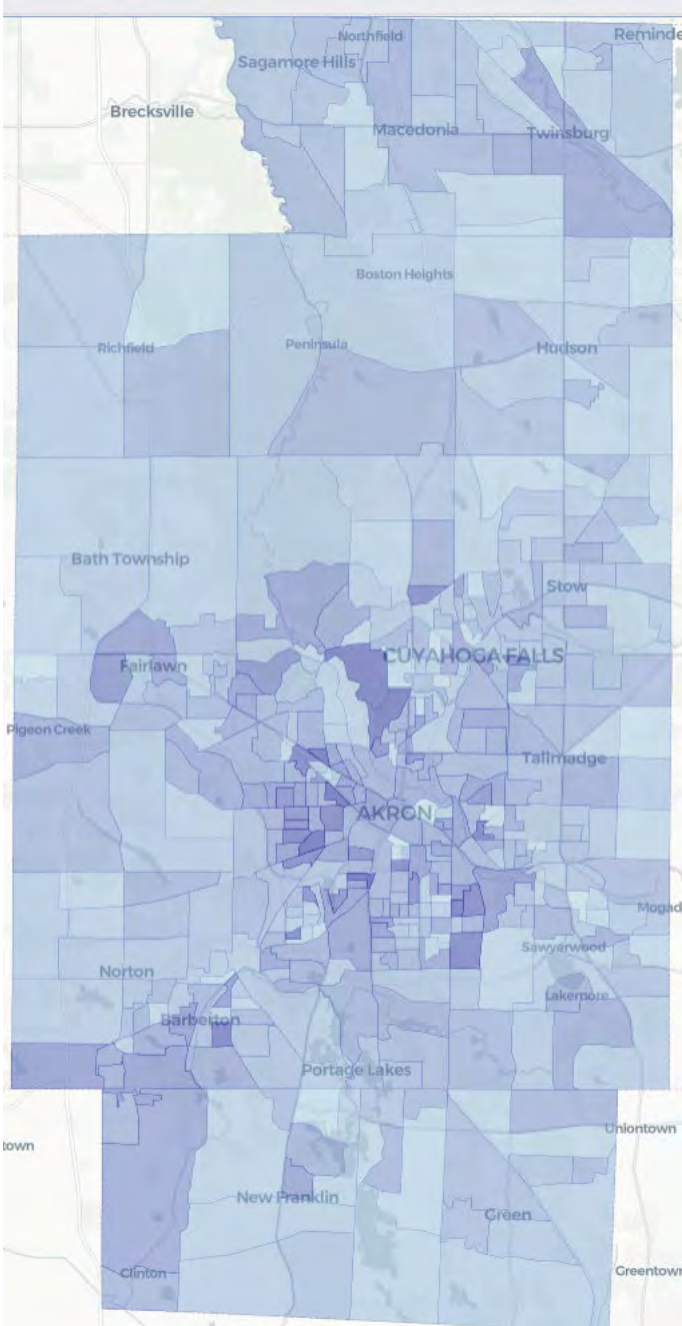 Northfield
Reminde
Sagamore Hills
Brecksville
Macedonia
Twinsburg
Boston Heights
Richfield
Peninsula
Hudson
Bath Township
Stow
CUYAHOGA FALLS
Fairlawn
Pigeon Creek
Tallmadge
AKRON
Mogad
Sawyerwood
Norton
Lakemore
Barberton
Portage Lakes
Uniontown
town
New Franklin
Green
Clinton
Greentown